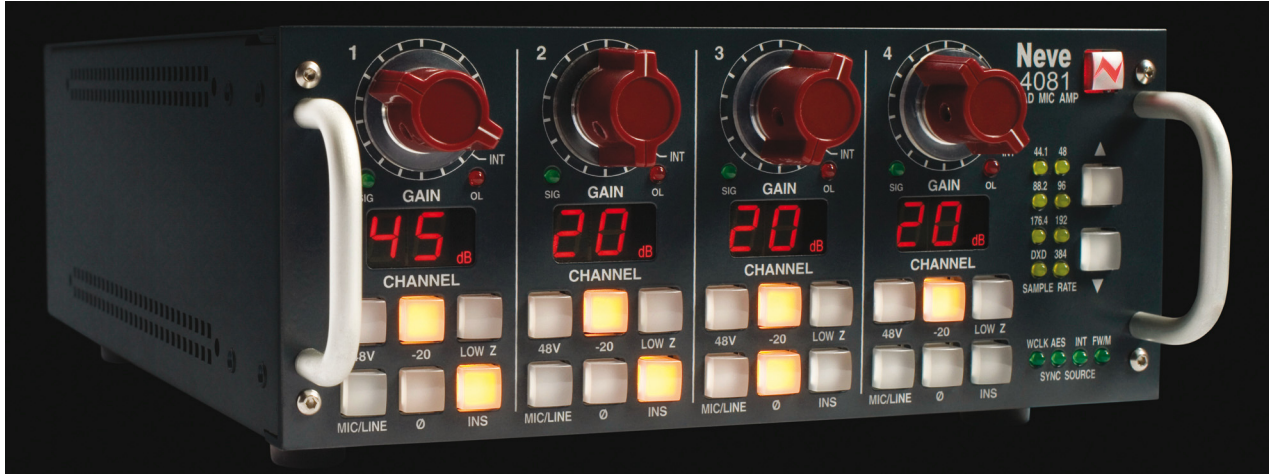 1
INT
SIG
GAIN
OL
45 dB
CHANNEL
48V
-20
LOW Z
MIC/LINE
Ø
INS
2
INT
SIG
GAIN
OL
20 dB
CHANNEL
48V
-20
LOW Z
MIC/LINE
Ø
INS
3
INT
SIG
GAIN
OL
20 dB
CHANNEL
48V
-20
LOW Z
MIC/LINE
Ø
INS
4
INT
SIG
GAIN
OL
20 dB
CHANNEL
48V
-20
LOW Z
MIC/LINE
Ø
INS
Neve
4081
MIC AMP
44.1 48
88.2 96
176.4 192
DXD 384
SAMPLE RATE
WCLK AES INT FW/M
SYNC SOURCE